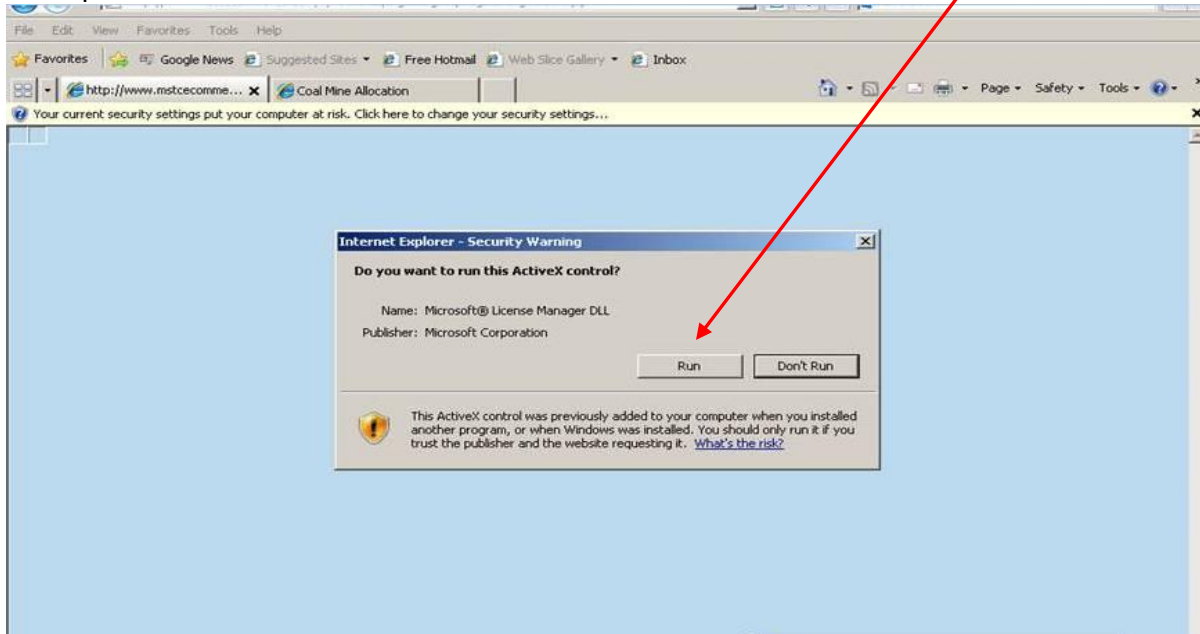 File Edit View Favorites Tools Help
Favorites Google News Suggested Sites Free Hotmail Web Slice Gallery Inbox
http://www.mstcecomme... Coal Mine Allocation Page Safety Tools
Your current security settings put your computer at risk. Click here to change your security settings...
Internet Explorer - Security Warning
Do you want to run this ActiveX control?
Name: Microsoft® License Manager DLL
Publisher: Microsoft Corporation
Run Don't Run
This ActiveX control was previously added to your computer when you installed
another program, or when Windows was installed. You should only run it if you
trust the publisher and the website requesting it. What's the risk?